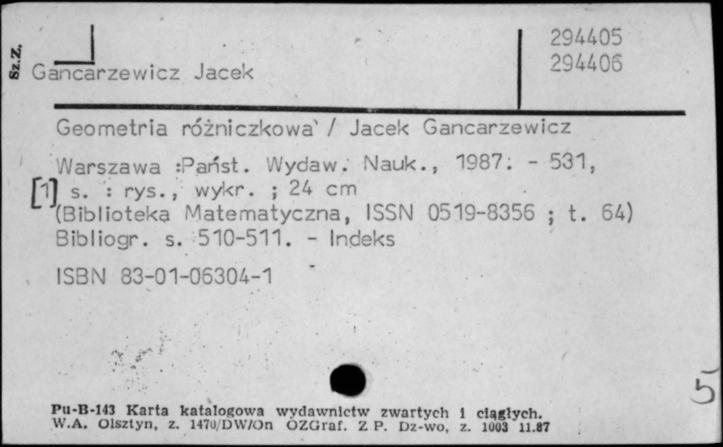 Sz.Z.
294405
294406
Gancarzewicz Jacek
Geometria różniczkowa / Jacek Gancarzewicz
Warszawa :Państ. Wydaw. Nauk., 1987. - 531,
[1] s. : rys., wykr. ; 24 cm
(Biblioteka Matematyczna, ISSN 0519-8356 ; t. 64)
Bibliogr. s. 510-511. - Indeks
ISBN 83-01-06304-1
5
Pu-B-143 Karta katalogowa wydawnictw zwartych i ciągłych.
W.A. Olsztyn, z. 1470/DW/On OZGraf. Z P. Dz-wo, z. 1003 11.87